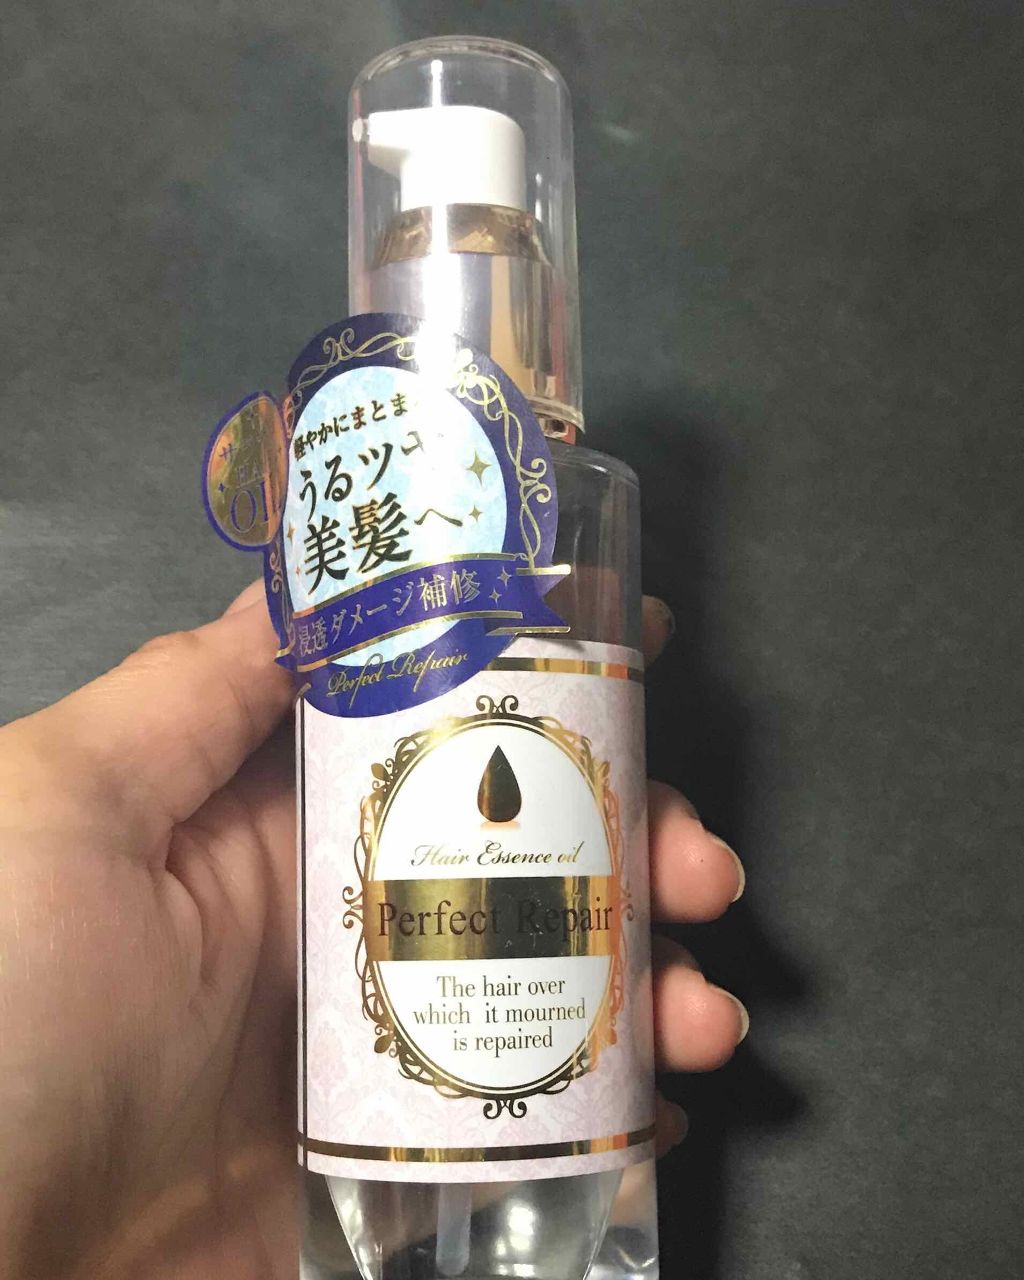 軽やかにまとまる
うるツヤ
美髪へ
浸透ダメージ補修
Perfect Repair
OIL
Hair Essence oil
Perfect Repair
The hair over
which it mourned
is repaired